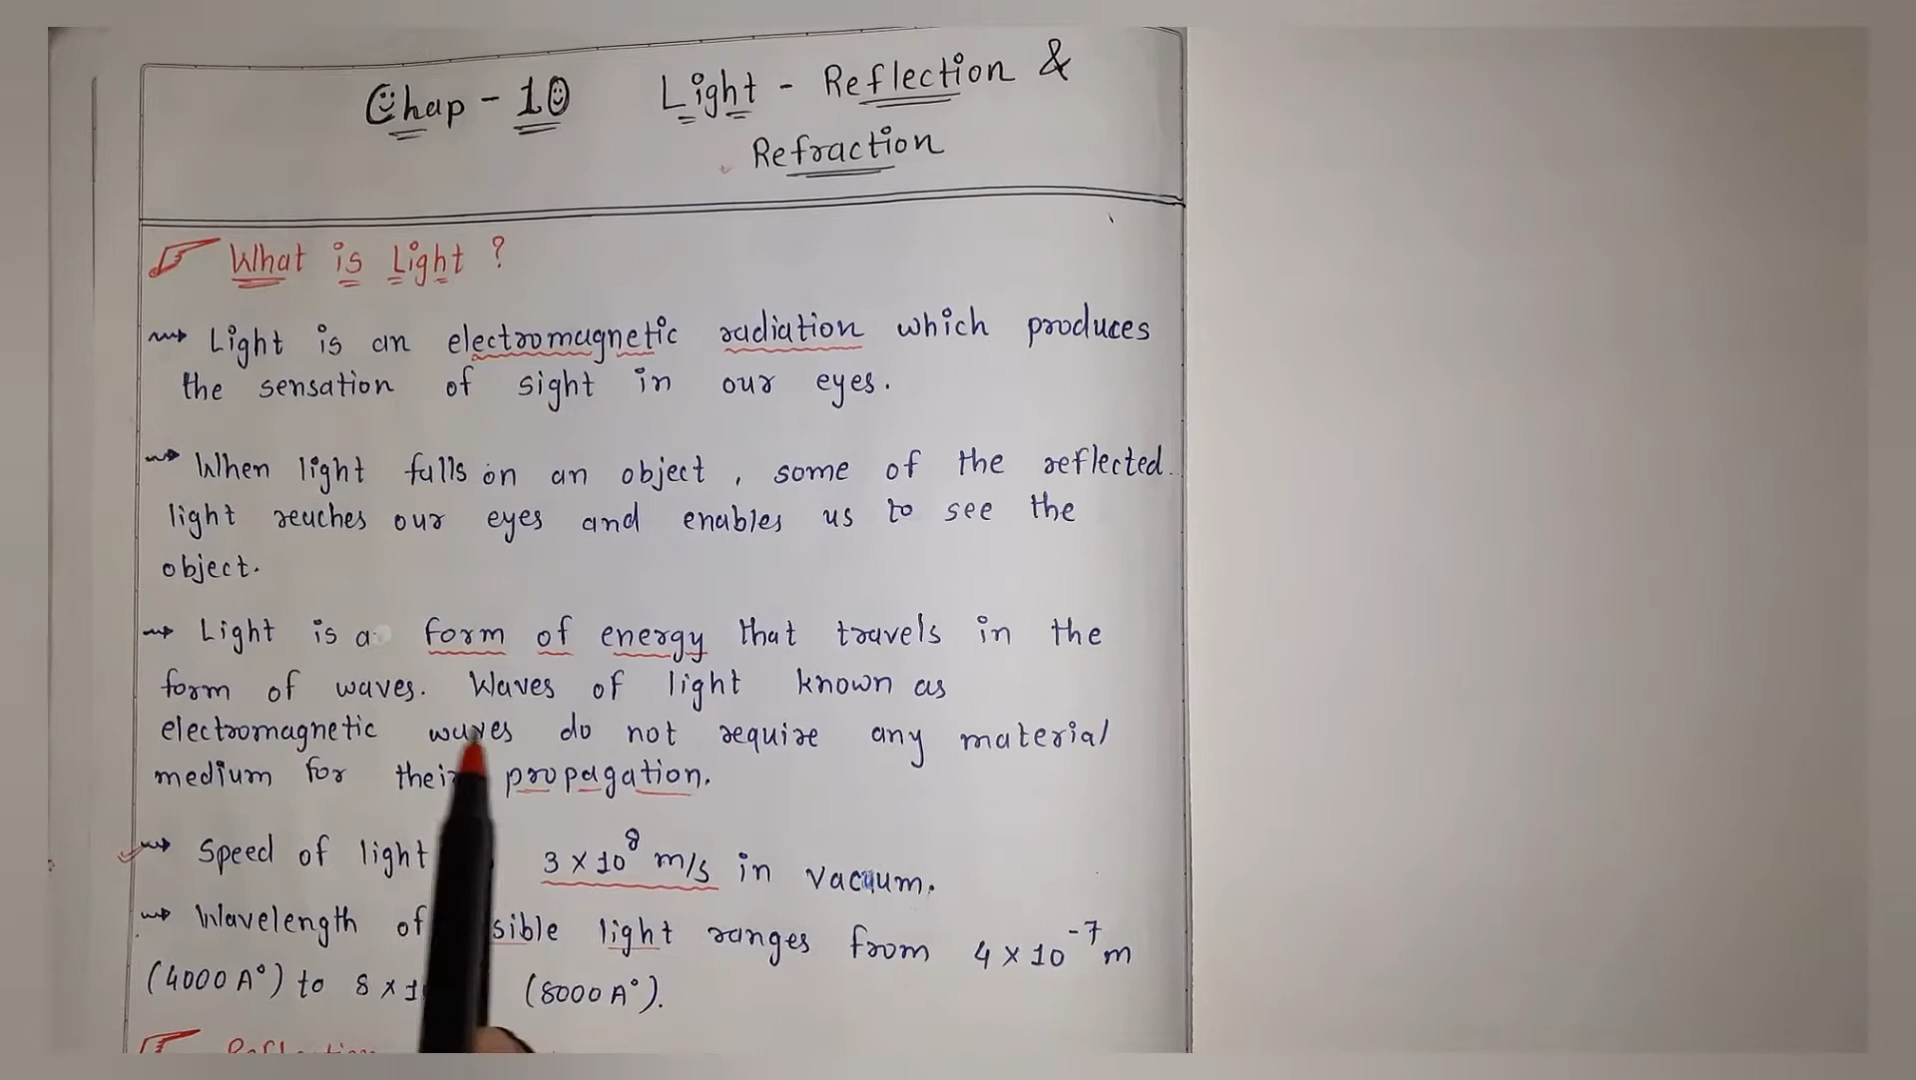 Chap - 10 Light - Reflection &
Refraction
What is Light ?
Light is an electromagnetic radiation which produces
the sensation of sight in our eyes.
When light falls on an object , some of the reflected
light reaches our eyes and enables us to see the
object.
Light is a form of energy that travels in the
form of waves. Waves of light known as
electromagnetic waves do not require any material
medium for their propagation.
Speed of light 3 × 10⁸ m/s in vacuum.
Wavelength of light ranges from 4 × 10⁻⁷ m
(4000 A°) to 8 × (8000 A°).